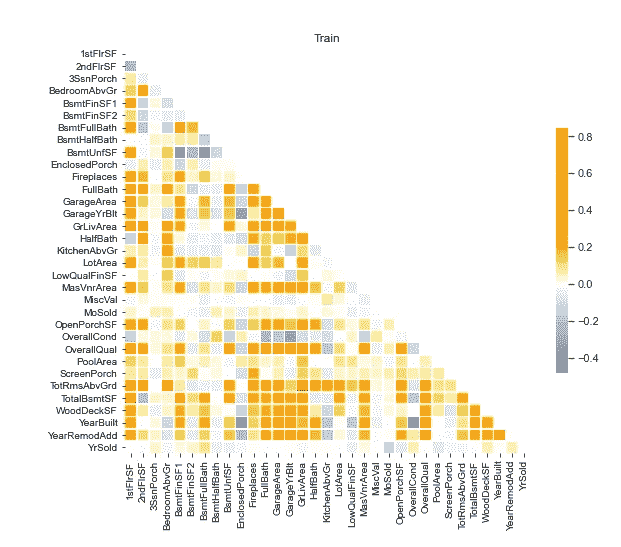 Train
1stFlrSF
2ndFlrSF
3SsnPorch
BedroomAbvGr
BsmtFinSF1
BsmtFinSF2
BsmtFullBath
BsmtHalfBath
BsmtUnfSF
EnclosedPorch
Fireplaces
FullBath
GarageArea
GarageYrBlt
GrLivArea
HalfBath
KitchenAbvGr
LotArea
LowQualFinSF
MasVnrArea
MiscVal
MoSold
OpenPorchSF
OverallCond
OverallQual
PoolArea
ScreenPorch
TotRmsAbvGrd
TotalBsmtSF
WoodDeckSF
YearBuilt
YearRemodAdd
YrSold
1stFlrSF
2ndFlrSF
3SsnPorch
BedroomAbvGr
BsmtFinSF1
BsmtFinSF2
BsmtFullBath
BsmtHalfBath
BsmtUnfSF
EnclosedPorch
Fireplaces
FullBath
GarageArea
GarageYrBlt
GrLivArea
HalfBath
KitchenAbvGr
LotArea
LowQualFinSF
MasVnrArea
MiscVal
MoSold
OpenPorchSF
OverallCond
OverallQual
PoolArea
ScreenPorch
TotRmsAbvGrd
TotalBsmtSF
WoodDeckSF
YearBuilt
YearRemodAdd
YrSold
0.8
0.6
0.4
0.2
0.0
-0.2
-0.4